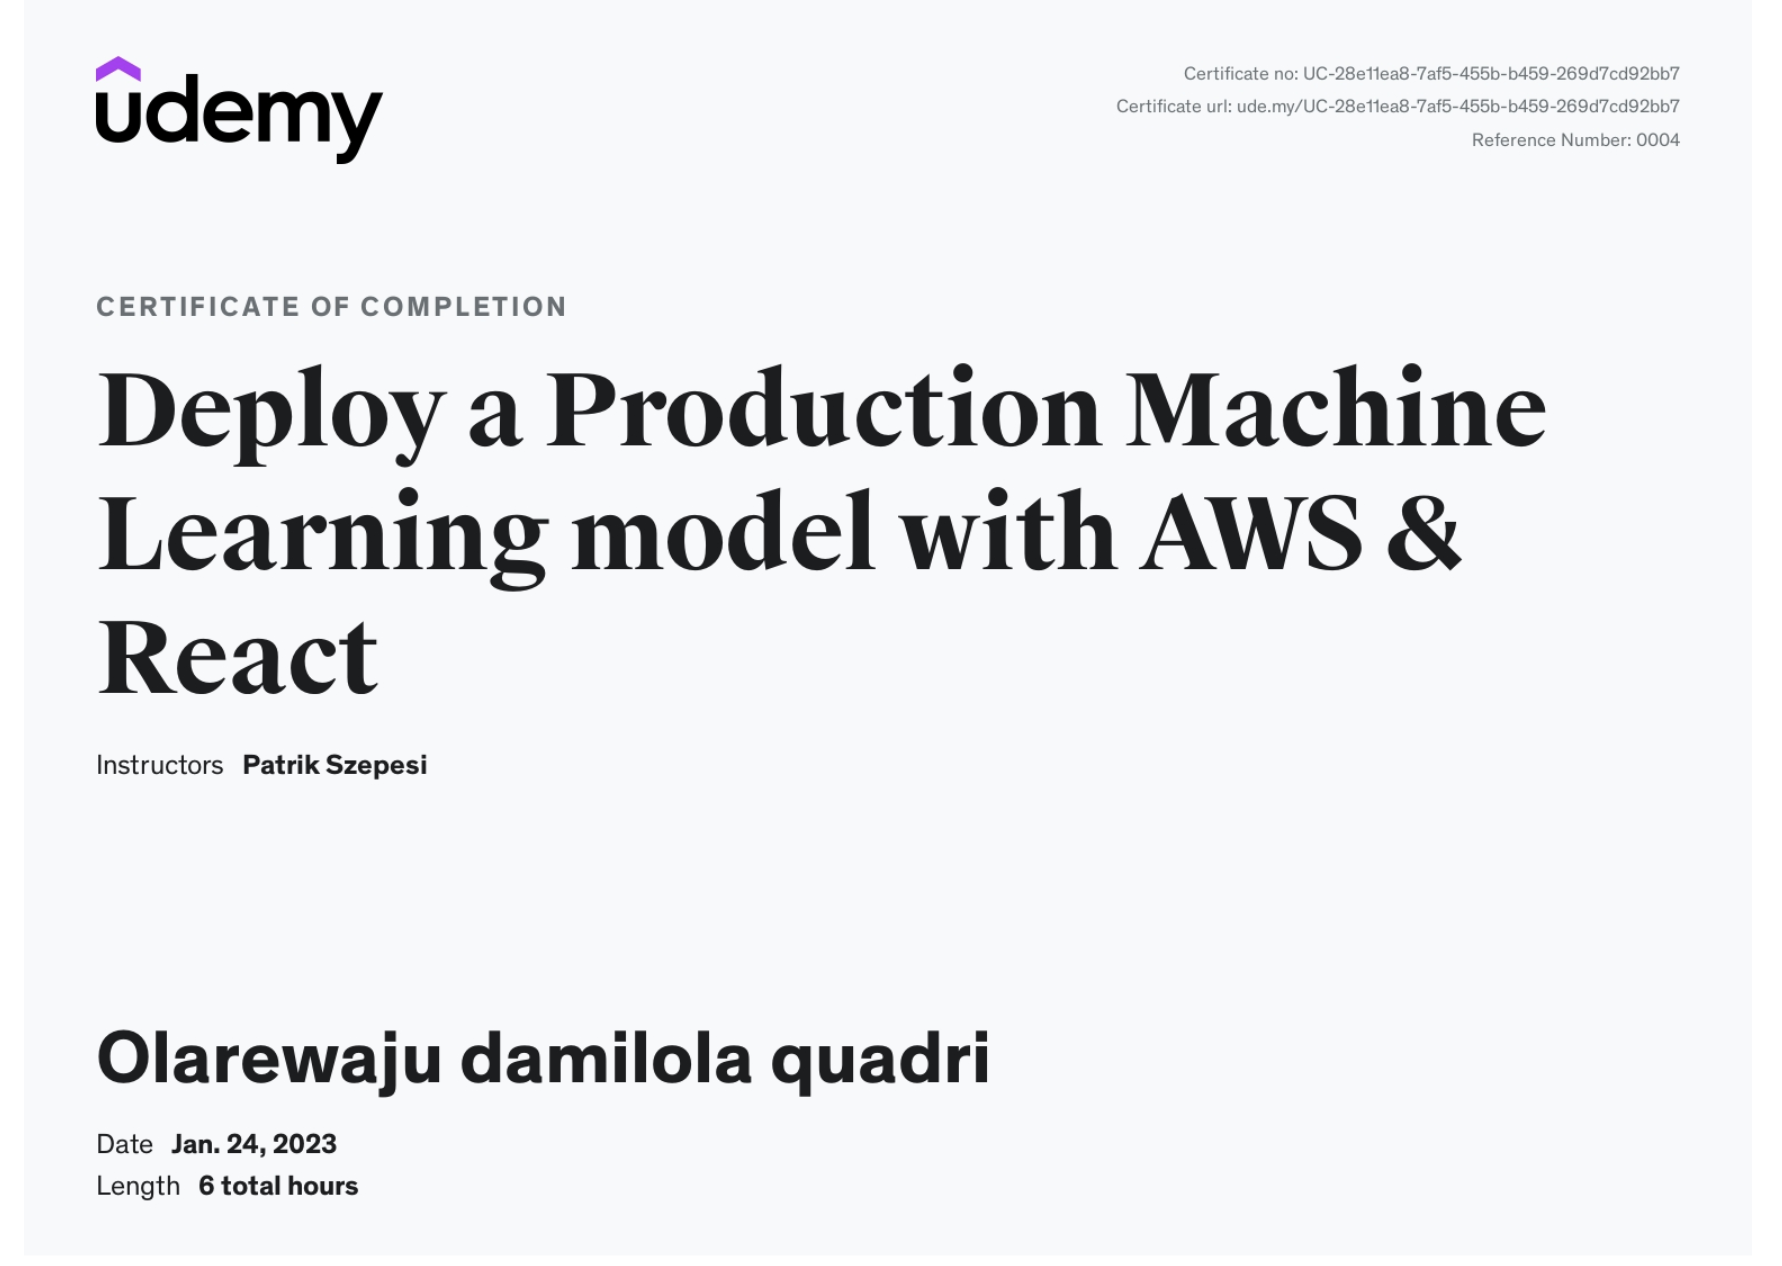 udemy
Certificate no: UC-28e11ea8-7af5-455b-b459-269d7cd92bb7
Certificate url: ude.my/UC-28e11ea8-7af5-455b-b459-269d7cd92bb7
Reference Number: 0004
CERTIFICATE OF COMPLETION
Deploy a Production Machine
Learning model with AWS &
React
Instructors Patrik Szepesi
Olarewaju damilola quadri
Date Jan. 24, 2023
Length 6 total hours